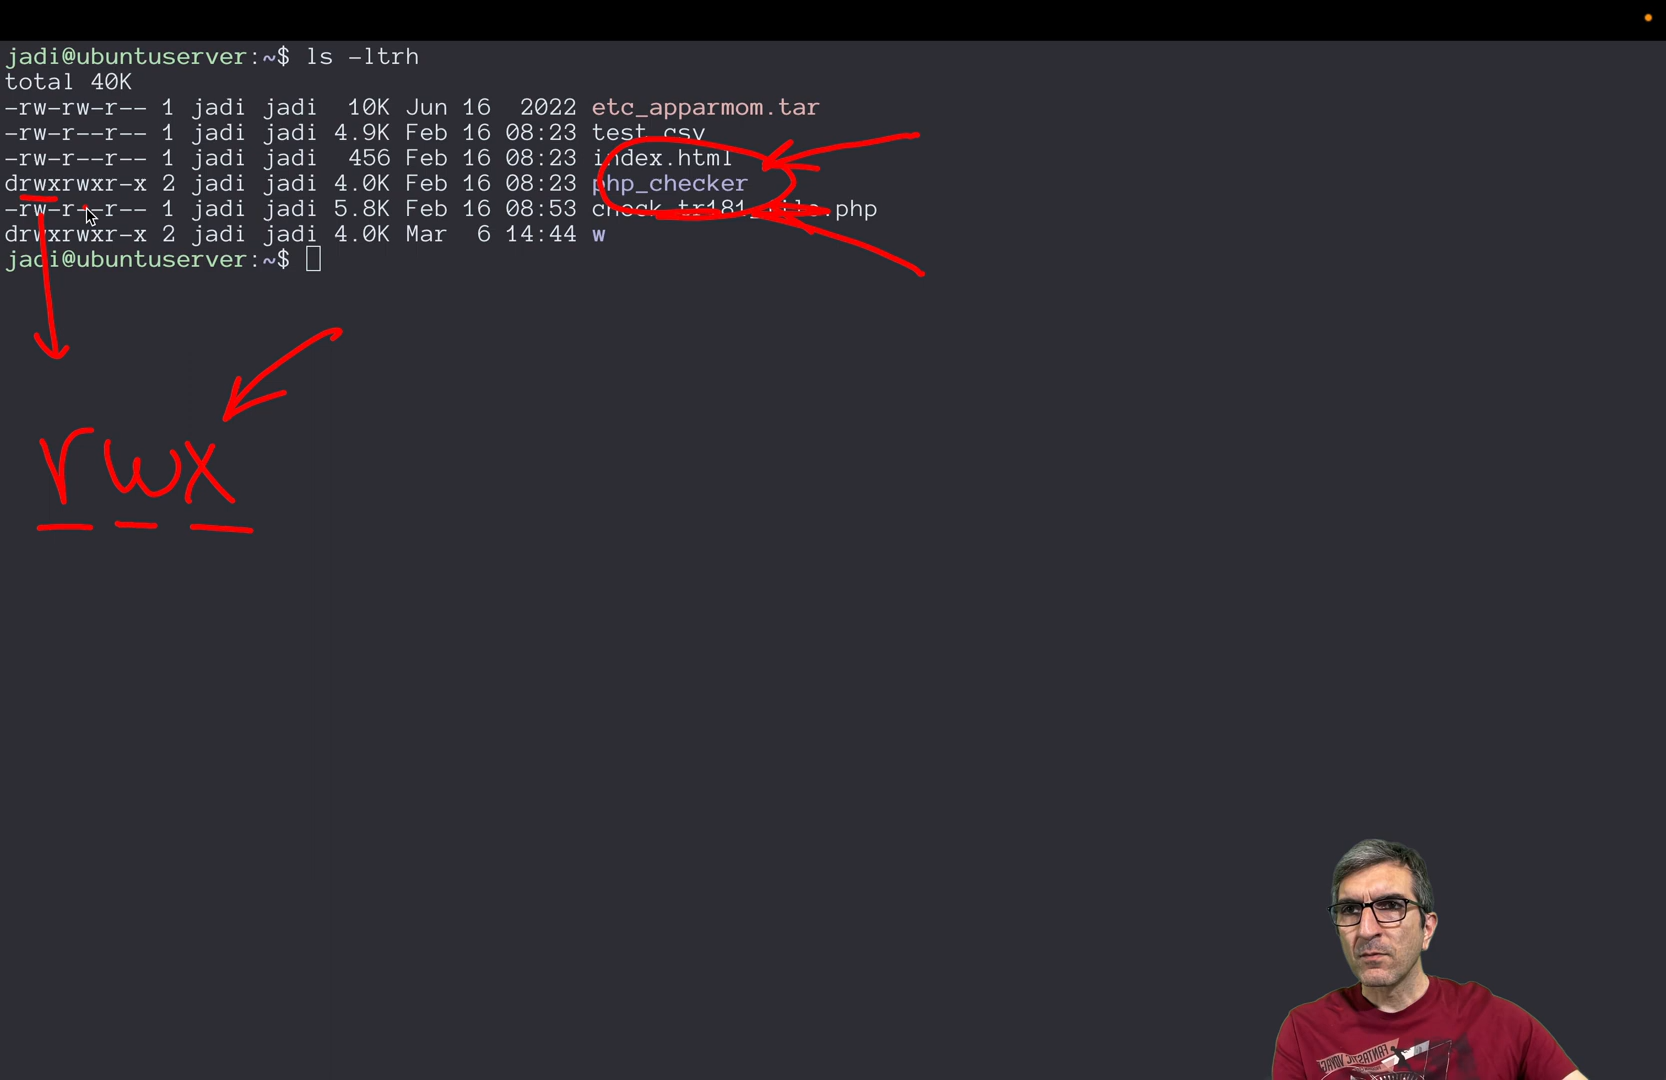 jadi@ubuntuserver:~$ ls -ltrh
total 40K
-rw-rw-r-- 1 jadi jadi  10K Jun 16  2022 etc_apparmom.tar
-rw-r--r-- 1 jadi jadi 4.9K Feb 16 08:23 test.csv
-rw-r--r-- 1 jadi jadi  456 Feb 16 08:23 index.html
drwxrwxr-x 2 jadi jadi 4.0K Feb 16 08:23 php_checker
-rw-r--r-- 1 jadi jadi 5.8K Feb 16 08:53
drwxrwxr-x 2 jadi jadi 4.0K Mar  6 14:44 w
jadi@ubuntuserver:~$
rwx